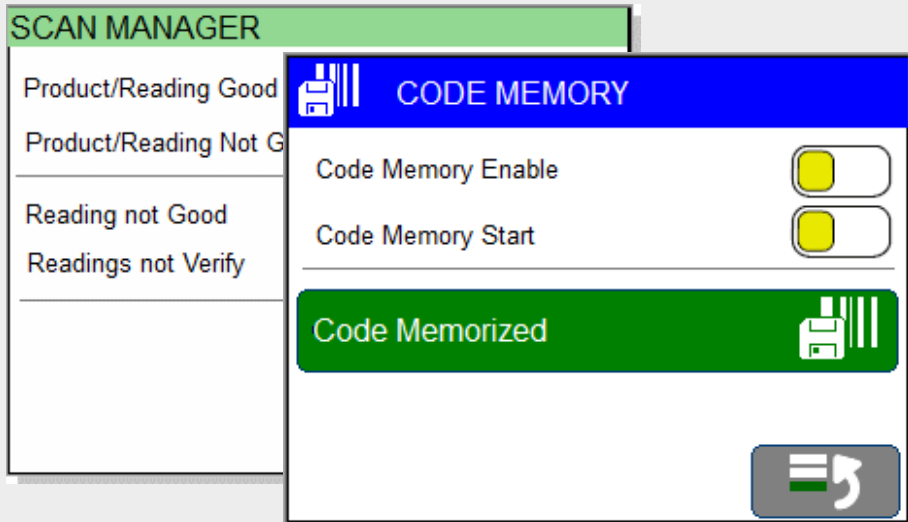 SCAN MANAGER
Product/Reading Good
Product/Reading Not G
Reading not Good
Readings not Verify
CODE MEMORY
Code Memory Enable
Code Memory Start
Code Memorized